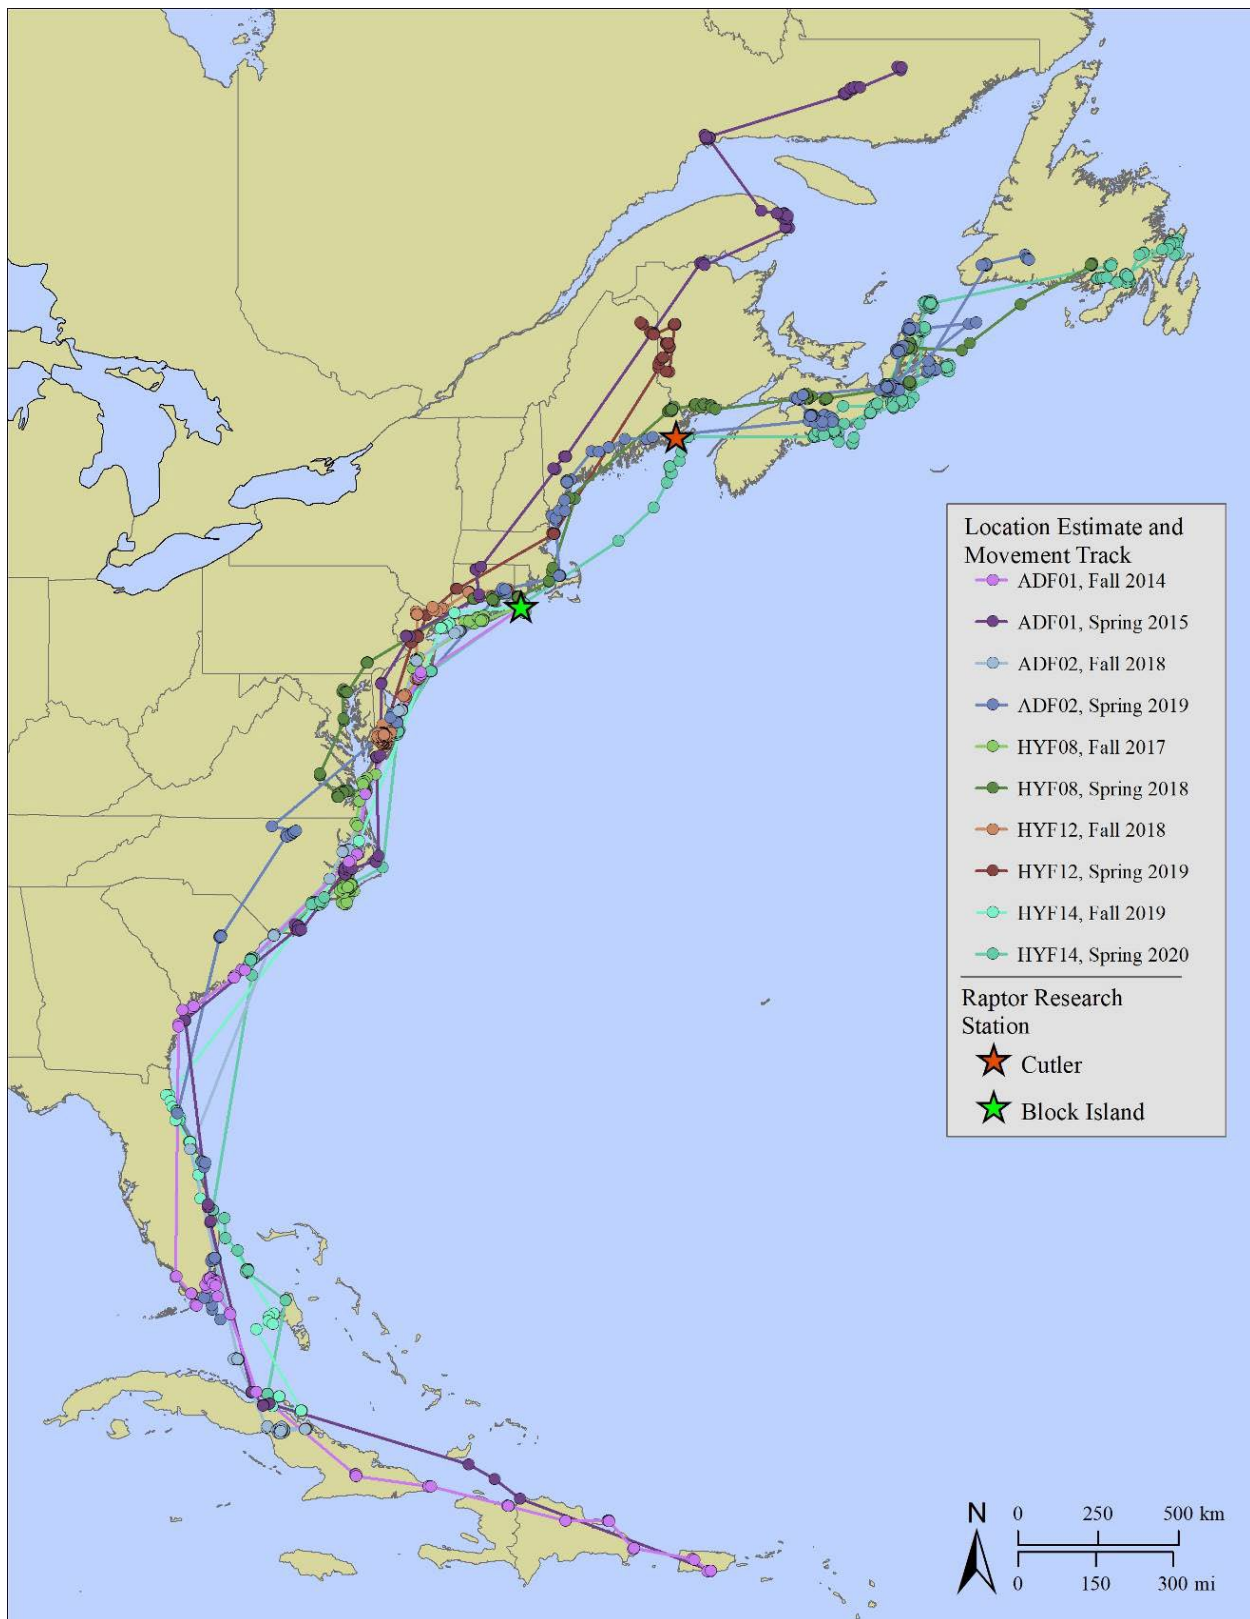 Location Estimate and
Movement Track
ADF01, Fall 2014
ADF01, Spring 2015
ADF02, Fall 2018
ADF02, Spring 2019
HYF08, Fall 2017
HYF08, Spring 2018
HYF12, Fall 2018
HYF12, Spring 2019
HYF14, Fall 2019
HYF14, Spring 2020
Raptor Research
Station
Cutler
Block Island
N
0 250 500 km
0 150 300 mi